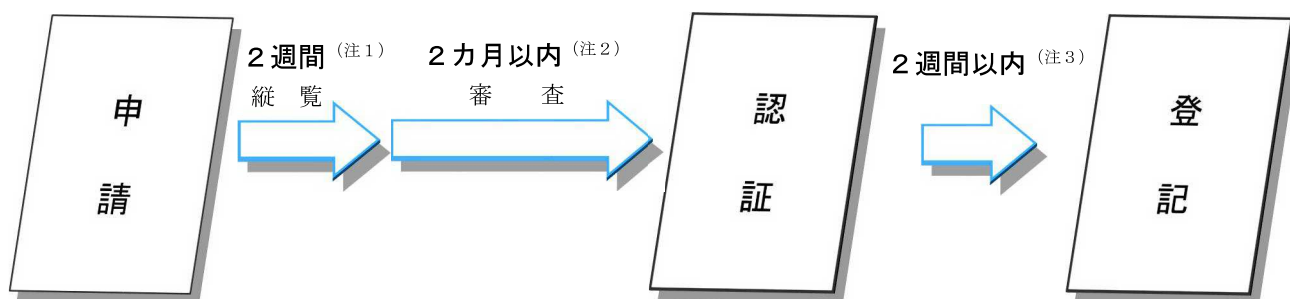 申請
２週間（注１）
縦　覧
２カ月以内（注２）
審　　査
認証
２週間以内（注３）
登記